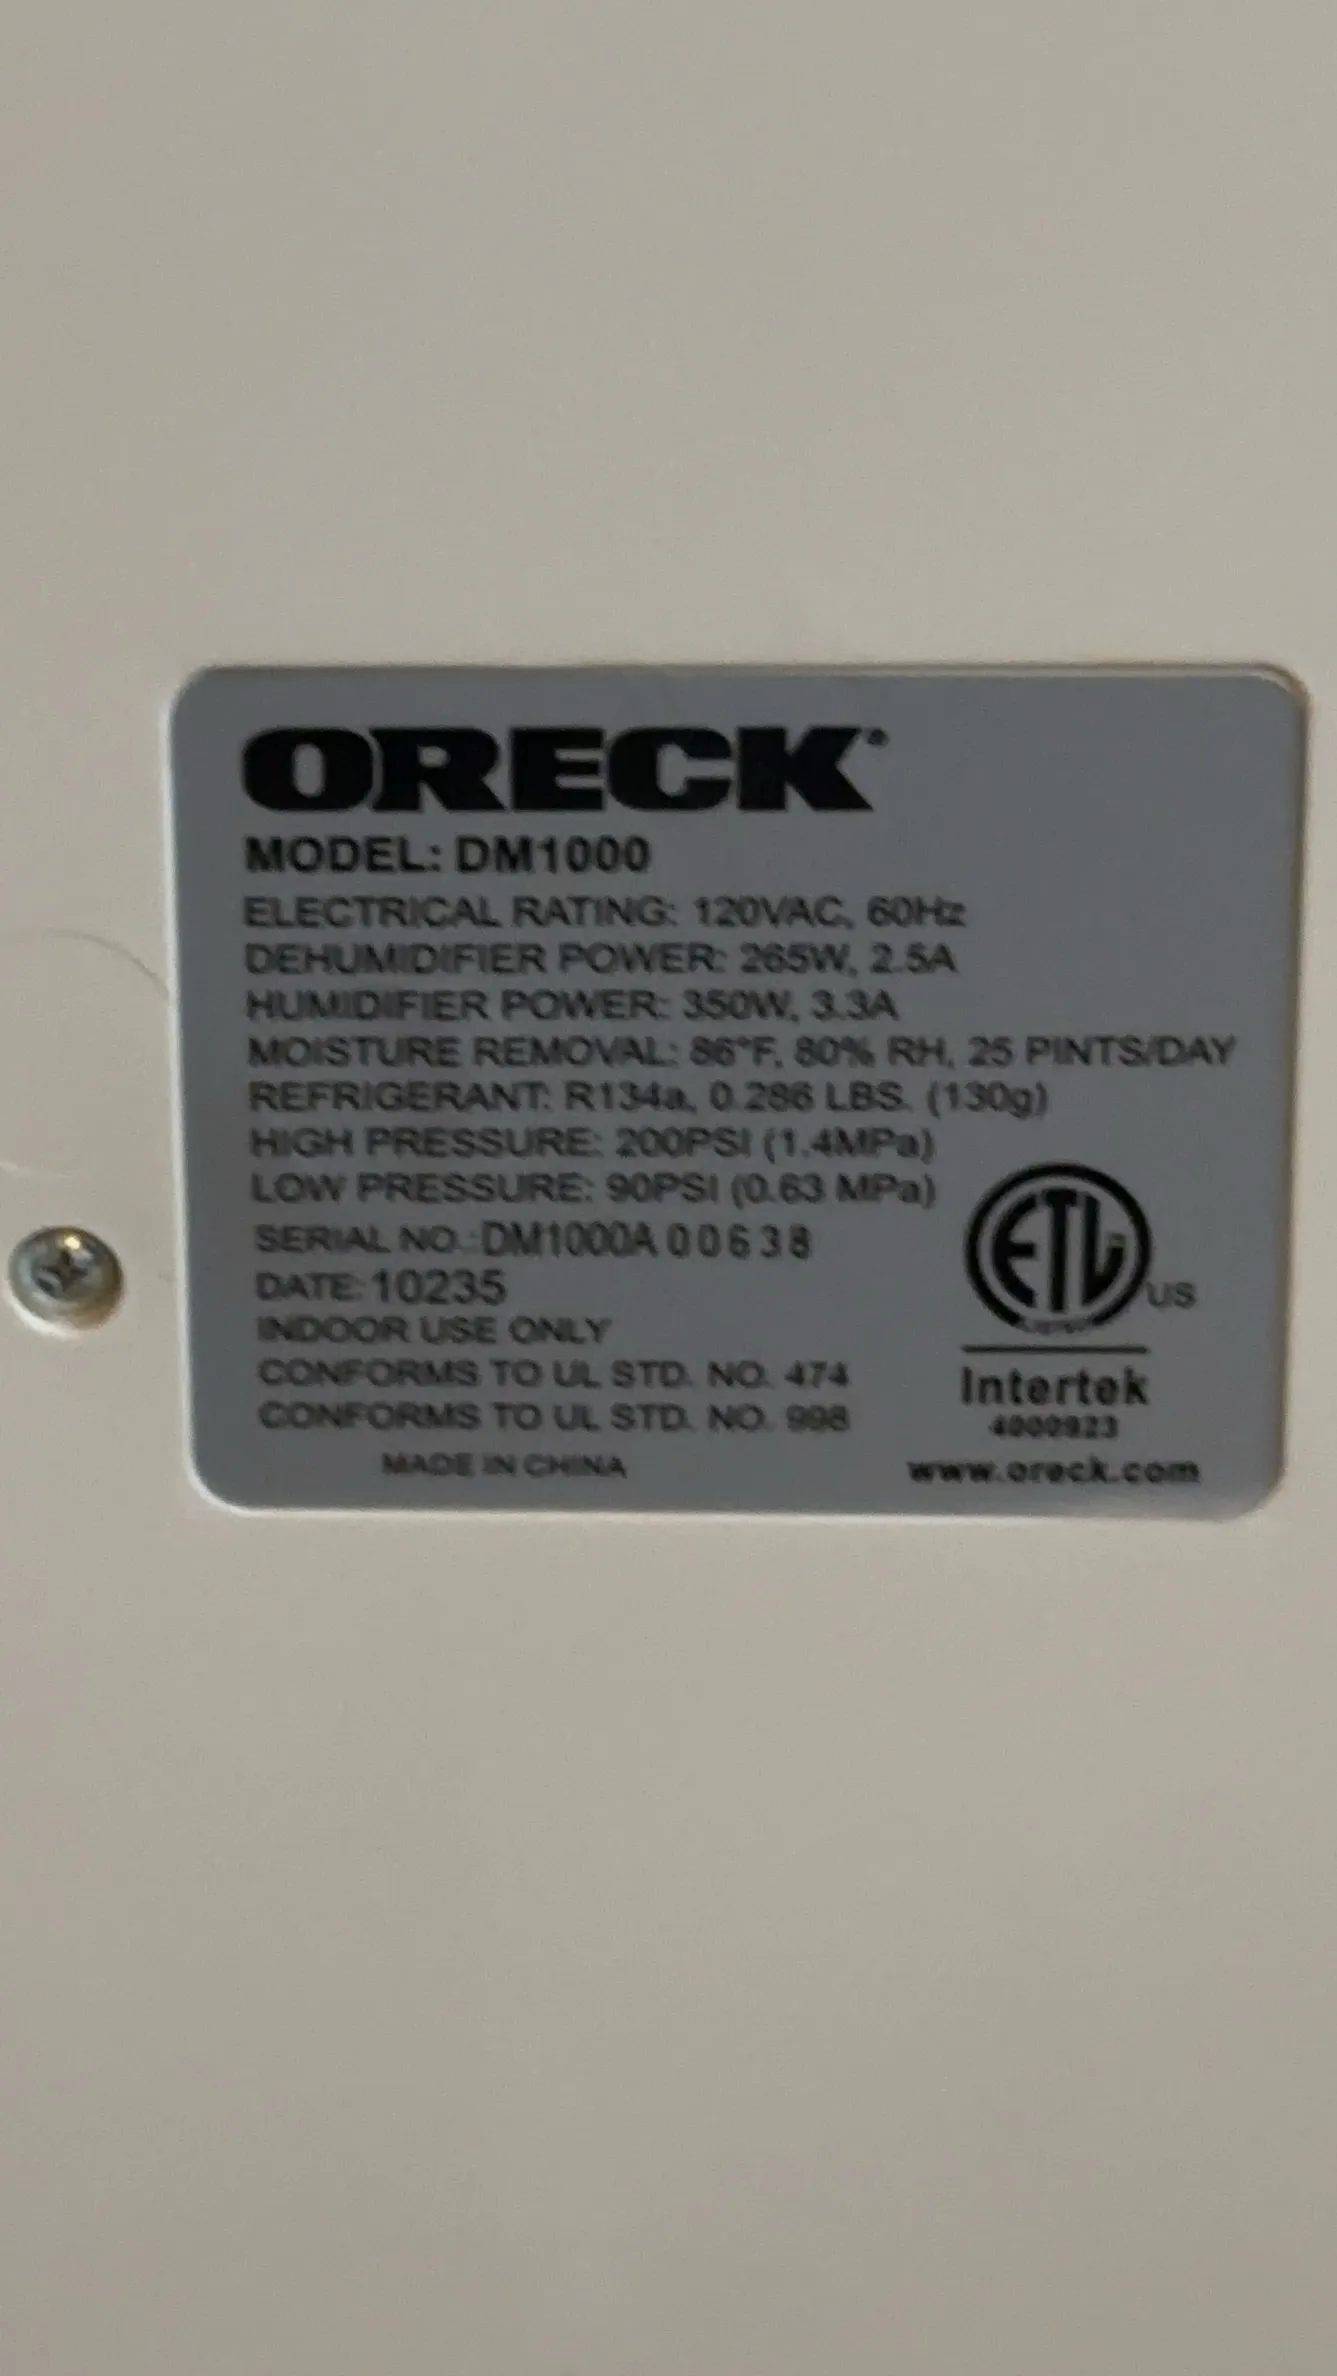 ORECK
MODEL: DM1000
ELECTRICAL RATING: 120VAC, 60Hz
DEHUMIDIFIER POWER: 265W, 2.5A
HUMIDIFIER POWER: 350W, 3.3A
MOISTURE REMOVAL: 86°F, 80% RH, 25 PINTS/DAY
REFRIGERANT: R134a, 0.286 LBS. (130g)
HIGH PRESSURE: 200PSI (1.4MPa)
LOW PRESSURE: 90PSI (0.63 MPa)
SERIAL NO.: DM1000A 00638
DATE: 10235
INDOOR USE ONLY
CONFORMS TO UL STD. NO. 474
CONFORMS TO UL STD. NO. 998
MADE IN CHINA
ETL
US
Intertek
4000923
www.oreck.com